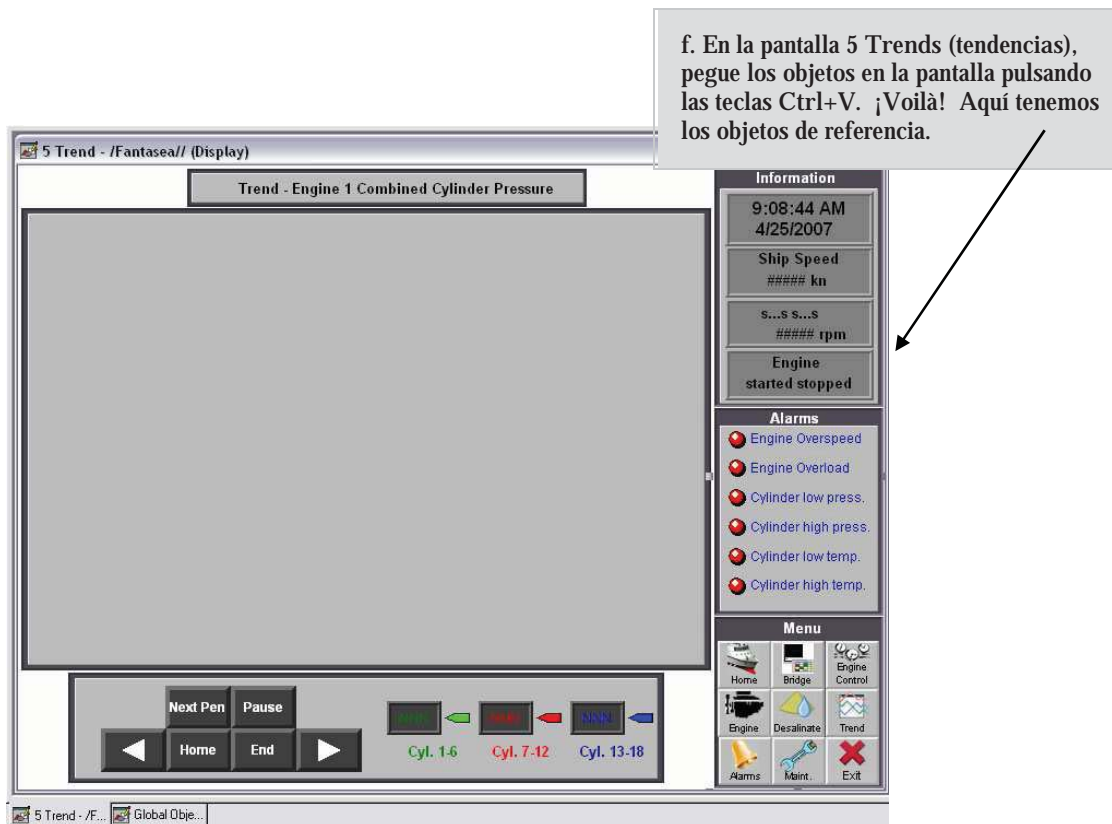 f. En la pantalla 5 Trends (tendencias),
pegue los objetos en la pantalla pulsando
las teclas Ctrl+V.  ¡Voilà!  Aquí tenemos
los objetos de referencia.
5 Trend - /Fantasea// (Display)
Trend - Engine 1 Combined Cylinder Pressure
Information
9:08:44 AM
4/25/2007
Ship Speed
##### kn
s...s s...s
##### rpm
Engine
started stopped
Alarms
Engine Overspeed
Engine Overload
Cylinder low press.
Cylinder high press.
Cylinder low temp.
Cylinder high temp.
Menu
Home
Bridge
Engine
Control
Engine
Desalinate
Trend
Alarms
Maint.
Exit
Next Pen
Pause
Home
End
NNN
NNN
NNN
Cyl. 1-6
Cyl. 7-12
Cyl. 13-18
5 Trend - /F...
Global Obje...